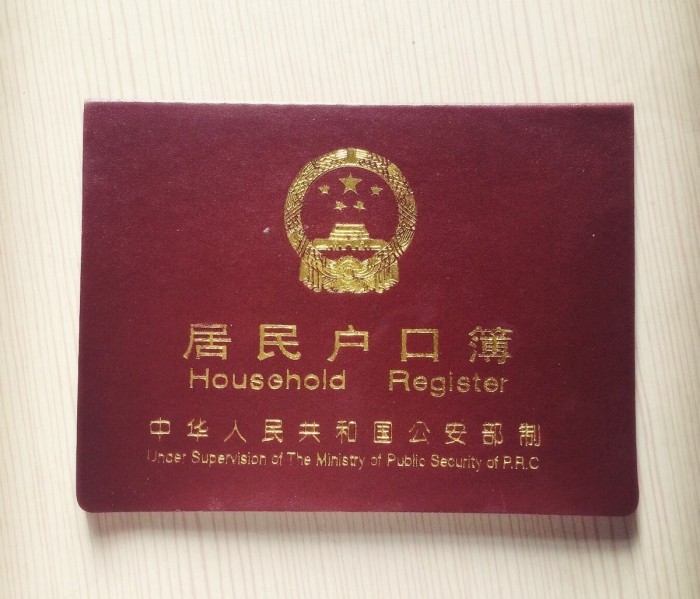 居民户口簿
Household Register
中华人民共和国公安部制
Under Supervision of The Ministry of Public Security of P.R.C